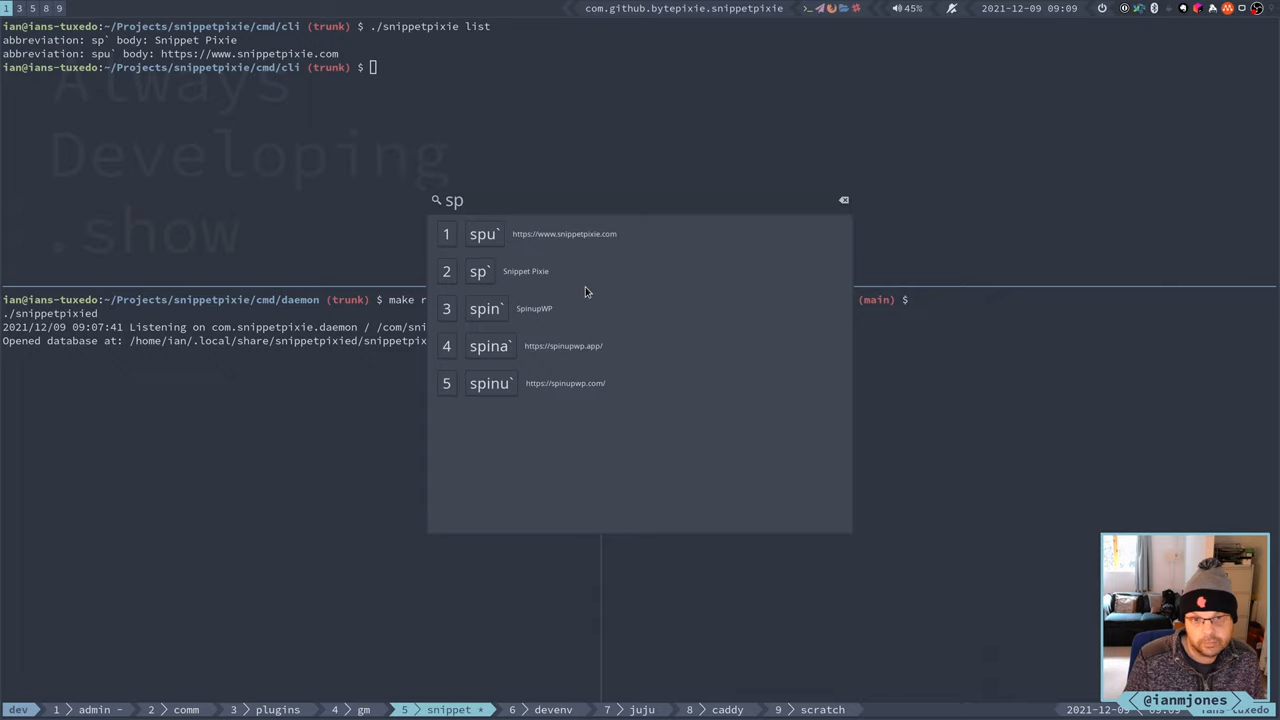 1 3 5 8 9
com.github.bytepixie.snippetpixie
45%
2021-12-09 09:09
ian@ians-tuxedo:~/Projects/snippetpixie/cmd/cli (trunk) $ ./snippetpixie list
abbreviation: sp` body: Snippet Pixie
abbreviation: spu` body: https://www.snippetpixie.com
ian@ians-tuxedo:~/Projects/snippetpixie/cmd/cli (trunk) $
Always
Developing
.show
sp
1 spu` https://www.snippetpixie.com
2 sp` Snippet Pixie
3 spin` SpinupWP
4 spina` https://spinupwp.app/
5 spinu` https://spinupwp.com/
ian@ians-tuxedo:~/Projects/snippetpixie/cmd/daemon (trunk) $ make r
(main) $
./snippetpixied
2021/12/09 09:07:41 Listening on com.snippetpixie.daemon / /com/sni
Opened database at: /home/ian/.local/share/snippetpixied/snippetpix
@ianmjones
dev 1 admin - 2 comm 3 plugins 4 gm 5 snippet * 6 devenv 7 juju 8 caddy 9 scratch 2021-12-09 tuxedo